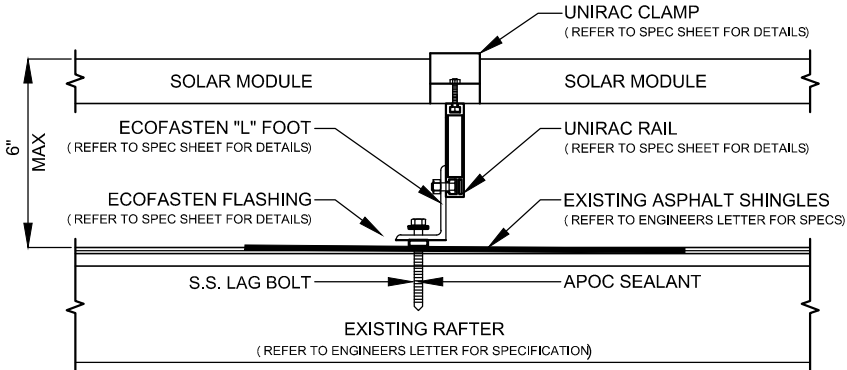 UNIRAC CLAMP
( REFER TO SPEC SHEET FOR DETAILS)
SOLAR MODULE
SOLAR MODULE
6"
MAX
ECOFASTEN "L" FOOT
( REFER TO SPEC SHEET FOR DETAILS)
UNIRAC RAIL
( REFER TO SPEC SHEET FOR DETAILS)
ECOFASTEN FLASHING
( REFER TO SPEC SHEET FOR DETAILS)
EXISTING ASPHALT SHINGLES
( REFER TO ENGINEERS LETTER FOR SPECS)
S.S. LAG BOLT
APOC SEALANT
EXISTING RAFTER
( REFER TO ENGINEERS LETTER FOR SPECIFICATION)